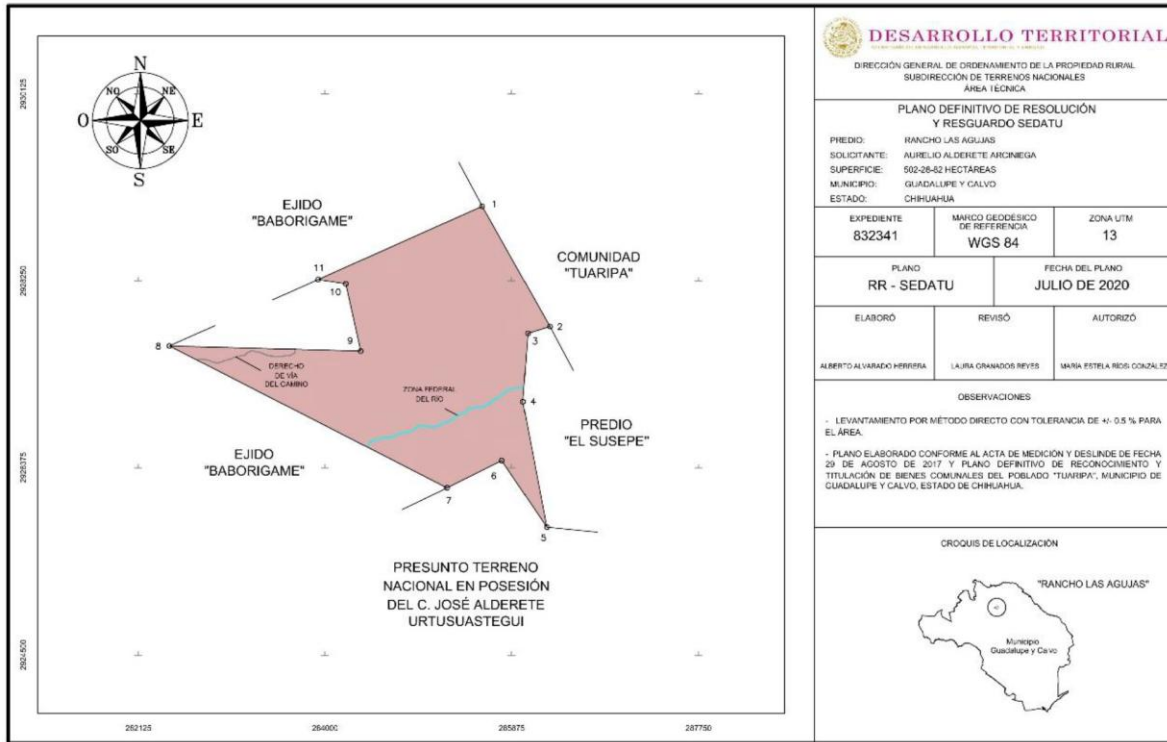 N
NO
NE
O
E
SO
SE
S
2930125
2928250
2926375
2924500
262125
264000
265875
267750
EJIDO
"BABORIGAME"
COMUNIDAD
"TUARIPA"
1
2
3
4
5
6
7
8
9
10
11
DERECHO
DE VÍA
DEL CAMINO
ZONA FEDERAL
DEL RÍO
PREDIO
"EL SUSEPE"
EJIDO
"BABORIGAME"
PRESUNTO TERRENO
NACIONAL EN POSESIÓN
DEL C. JOSÉ ALDERETE
URTUSUASTEGUI
DESARROLLO TERRITORIAL
DIRECCIÓN GENERAL DE ORDENAMIENTO DE LA PROPIEDAD RURAL
SUBDIRECCIÓN DE TERRENOS NACIONALES
ÁREA TÉCNICA
PLANO DEFINITIVO DE RESOLUCIÓN
Y RESGUARDO SEDATU
PREDIO: RANCHO LAS AGUJAS
SOLICITANTE: AURELIO ALDERETE ARCINIEGA
SUPERFICIE: 502-26-62 HECTÁREAS
MUNICIPIO: GUADALUPE Y CALVO
ESTADO: CHIHUAHUA
EXPEDIENTE
832341
MARCO GEODÉSICO
DE REFERENCIA
WGS 84
ZONA UTM
13
PLANO
RR - SEDATU
FECHA DEL PLANO
JULIO DE 2020
ELABORÓ
REVISÓ
AUTORIZÓ
ALBERTO ALVARADO HERRERA
LAURA GRANADOS REYES
MARÍA ESTELA RÍOS GONZÁLEZ
OBSERVACIONES
- LEVANTAMIENTO POR MÉTODO DIRECTO CON TOLERANCIA DE +/- 0.5 % PARA
EL ÁREA.
- PLANO ELABORADO CONFORME AL ACTA DE MEDICIÓN Y DESLINDE DE FECHA
29 DE AGOSTO DE 2017 Y PLANO DEFINITIVO DE RECONOCIMIENTO Y
TITULACIÓN DE BIENES COMUNALES DEL POBLADO "TUARIPA", MUNICIPIO DE
GUADALUPE Y CALVO, ESTADO DE CHIHUAHUA.
CROQUIS DE LOCALIZACIÓN
"RANCHO LAS AGUJAS"
Municipio
Guadalupe y Calvo